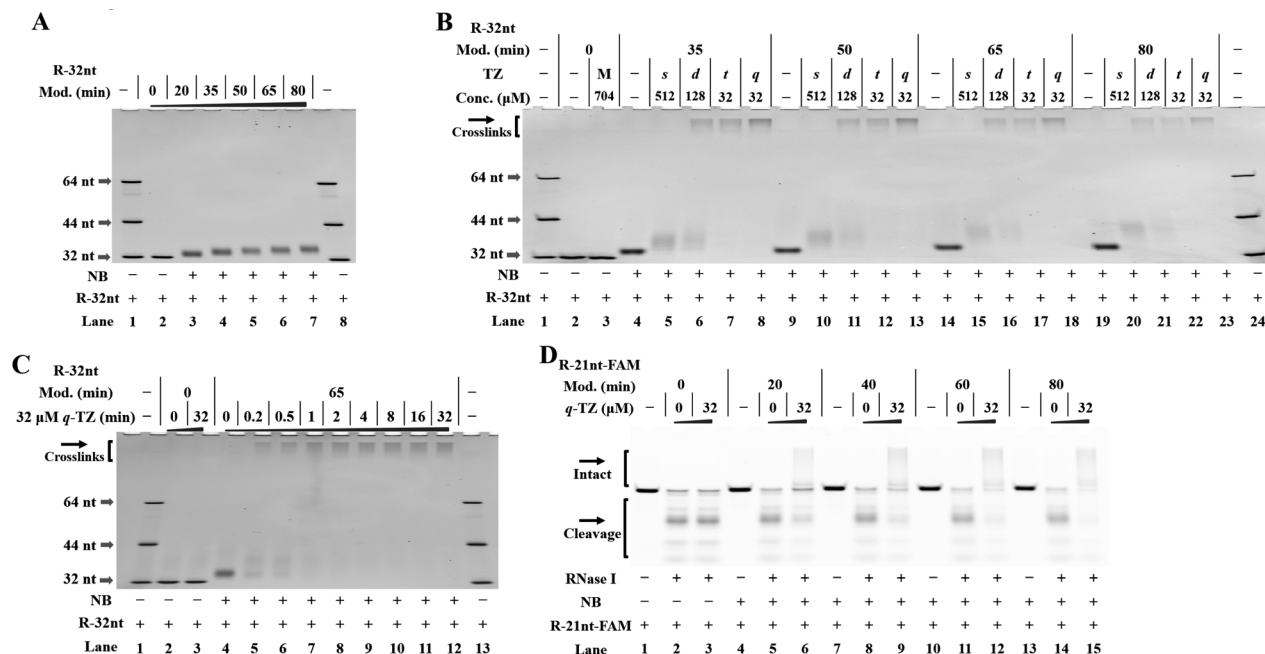 A
R-32nt
Mod. (min) – 0 20 35 50 65 80 –
64 nt
44 nt
32 nt
NB – – + + + + + –
R-32nt + + + + + + + +
Lane 1 2 3 4 5 6 7 8
B
R-32nt
Mod. (min) – 0 35 50 65 80 –
TZ – – M – s d t q – s d t q – s d t q – s d t q –
Conc. (μM) – – 704 – 512 128 32 32 – 512 128 32 32 – 512 128 32 32 – 512 128 32 32 –
Crosslinks
64 nt
44 nt
32 nt
NB – – – + + + + + + + + + + + + + + + + + + + + –
R-32nt + + + + + + + + + + + + + + + + + + + + + + + +
Lane 1 2 3 4 5 6 7 8 9 10 11 12 13 14 15 16 17 18 19 20 21 22 23 24
C
R-32nt
Mod. (min) – 0 65 –
32 μM q-TZ (min) – 0 32 0 0.2 0.5 1 2 4 8 16 32 –
Crosslinks
64 nt
44 nt
32 nt
NB – – – + + + + + + + + + –
R-32nt + + + + + + + + + + + + +
Lane 1 2 3 4 5 6 7 8 9 10 11 12 13
D
R-21nt-FAM
Mod. (min) 0 20 40 60 80
q-TZ (μM) – 0 32 – 0 32 – 0 32 – 0 32 – 0 32
Intact
Cleavage
RNase I – + + – + + – + + – + + – + +
NB – – – + + + + + + + + + + + +
R-21nt-FAM + + + + + + + + + + + + + + +
Lane 1 2 3 4 5 6 7 8 9 10 11 12 13 14 15